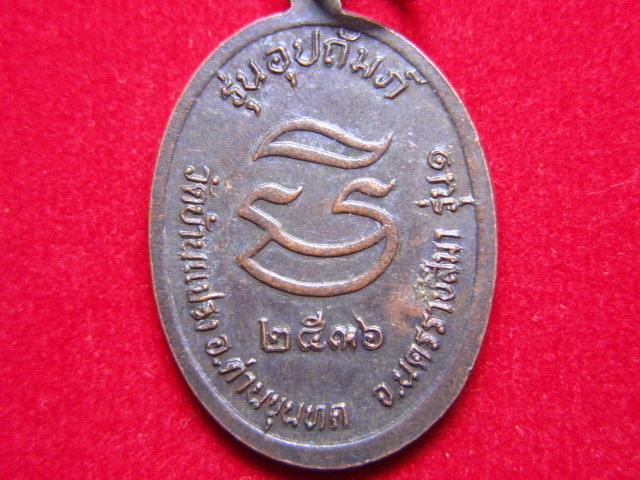 รุ่นอุปถัมภ์
๒๕๓๖
วัดบ้านแปรง อ.ด่านขุนทด จ.นครราชสีมา รุ่น๑